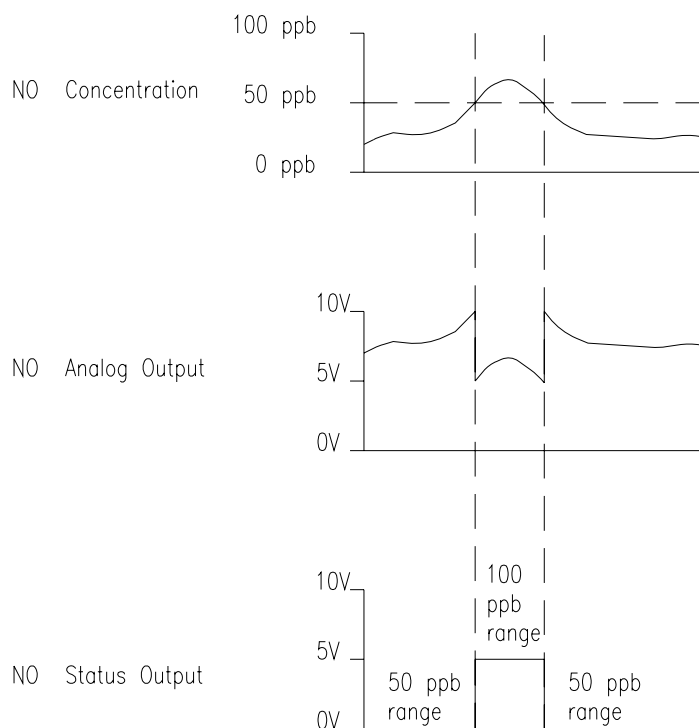 100 ppb
NO Concentration
50 ppb
0 ppb
10V
NO Analog Output
5V
0V
10V
100
ppb
range
5V
NO Status Output
50 ppb
range
50 ppb
range
0V